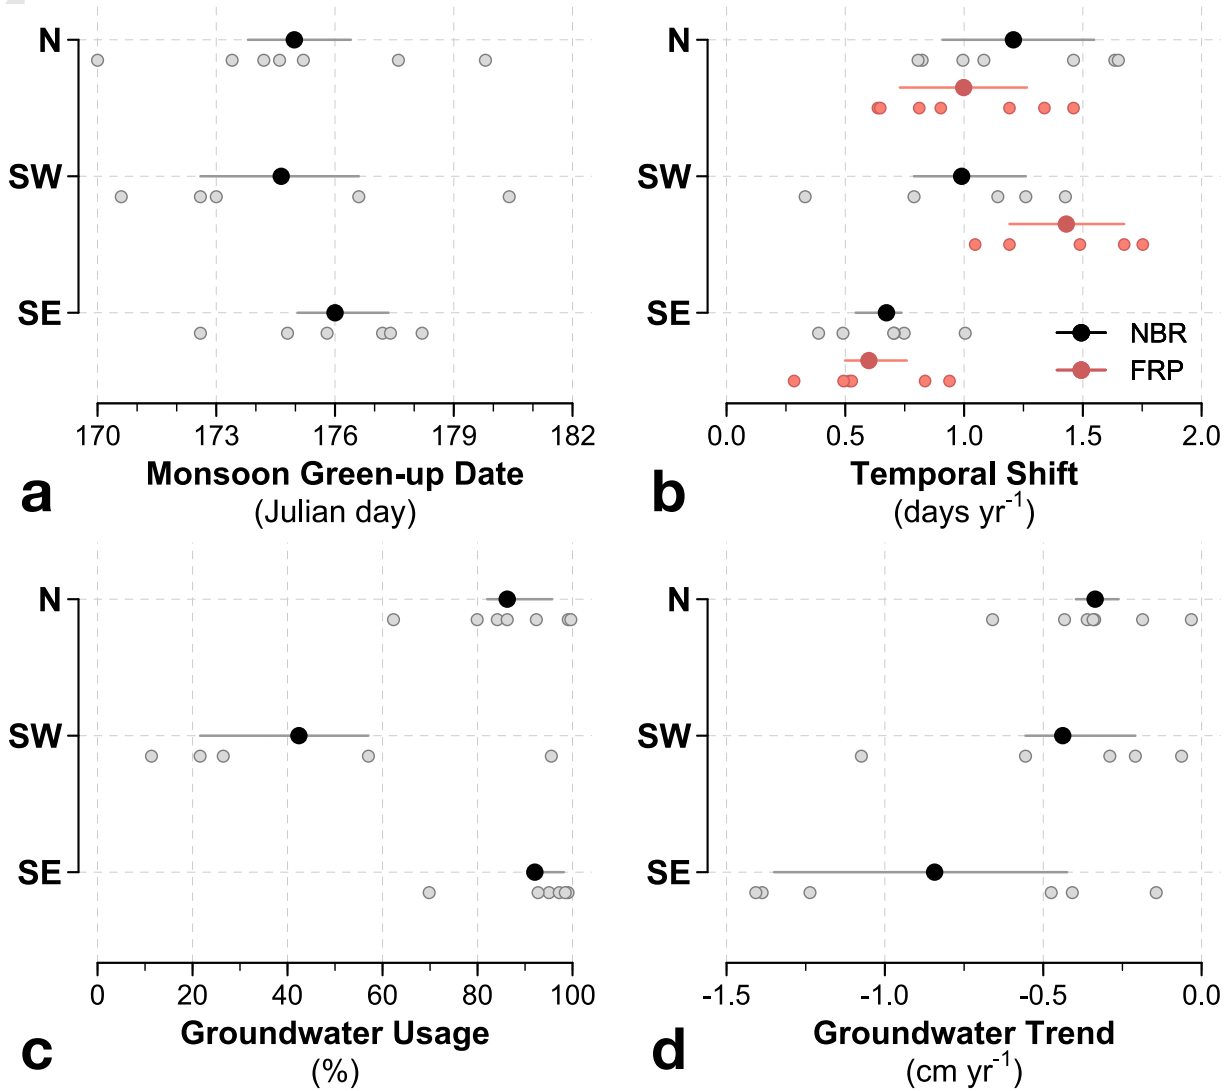 N
SW
SE
170 173 176 179 182
Monsoon Green-up Date
(Julian day)
a
N
SW
SE
NBR
FRP
0.0 0.5 1.0 1.5 2.0
Temporal Shift
(days yr⁻¹)
b
N
SW
SE
0 20 40 60 80 100
Groundwater Usage
(%)
c
N
SW
SE
-1.5 -1.0 -0.5 0.0
Groundwater Trend
(cm yr⁻¹)
d